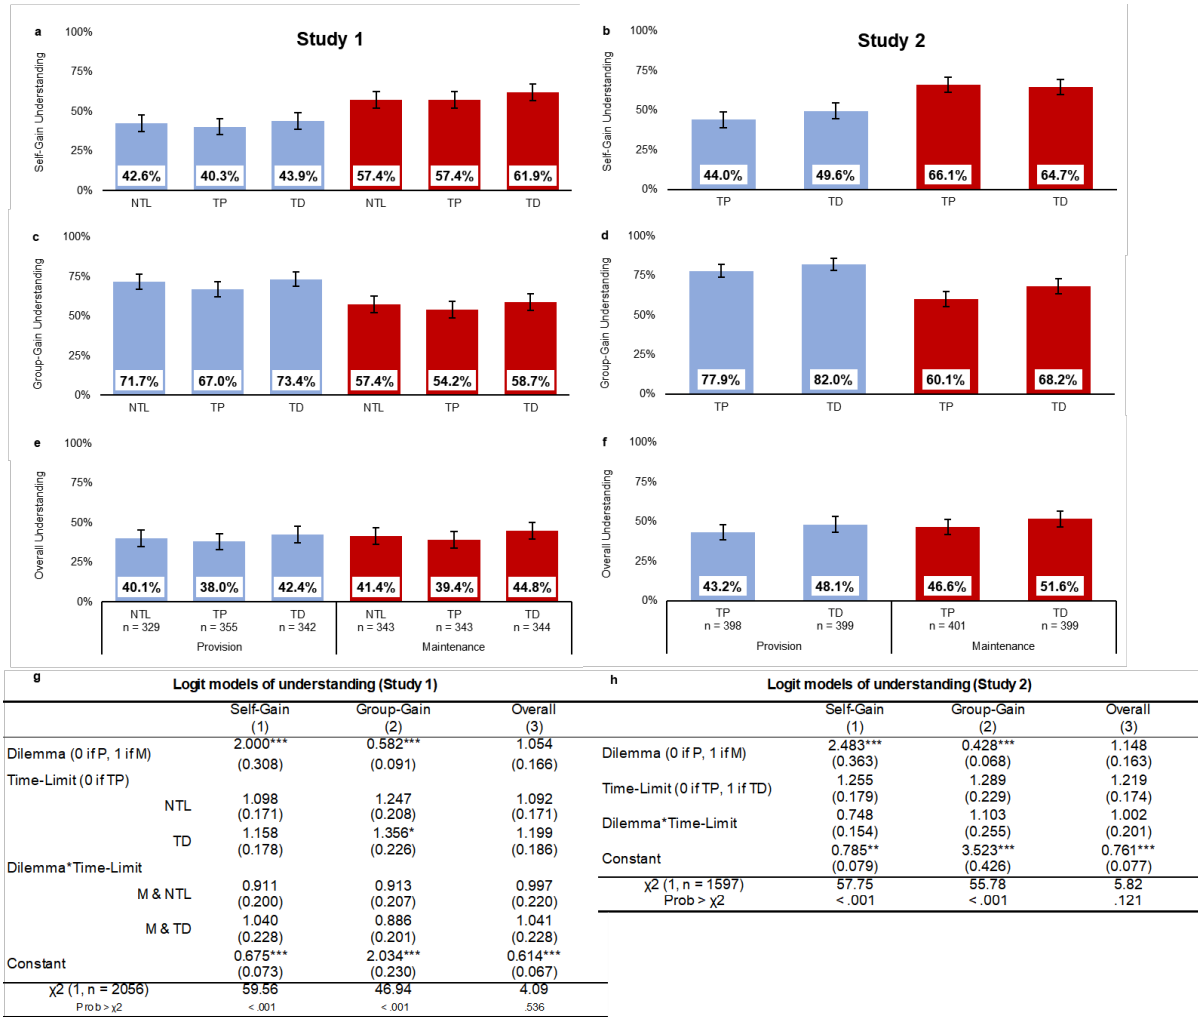 a
Study 1
100%
75%
50%
25%
0%
Self-Gain Understanding
42.6% 40.3% 43.9% 57.4% 57.4% 61.9%
NTL TP TD NTL TP TD
b
Study 2
100%
75%
50%
25%
0%
Self-Gain Understanding
44.0% 49.6% 66.1% 64.7%
TP TD TP TD
c
100%
75%
50%
25%
0%
Group-Gain Understanding
71.7% 67.0% 73.4% 57.4% 54.2% 58.7%
NTL TP TD NTL TP TD
d
100%
75%
50%
25%
0%
Group-Gain Understanding
77.9% 82.0% 60.1% 68.2%
TP TD TP TD
e
100%
75%
50%
25%
0%
Overall Understanding
40.1% 38.0% 42.4% 41.4% 39.4% 44.8%
NTL TP TD NTL TP TD
n = 329 n = 355 n = 342 n = 343 n = 343 n = 344
Provision Maintenance
f
100%
75%
50%
25%
0%
Overall Understanding
43.2% 48.1% 46.6% 51.6%
TP TD TP TD
n = 398 n = 399 n = 401 n = 399
Provision Maintenance
g
Logit models of understanding (Study 1)
Self-Gain Group-Gain Overall
(1) (2) (3)
Dilemma (0 if P, 1 if M) 2.000*** 0.582*** 1.054
(0.308) (0.091) (0.166)
Time-Limit (0 if TP)
NTL 1.098 1.247 1.092
(0.171) (0.208) (0.171)
TD 1.158 1.356* 1.199
(0.178) (0.226) (0.186)
Dilemma*Time-Limit
M & NTL 0.911 0.913 0.997
(0.200) (0.207) (0.220)
M & TD 1.040 0.886 1.041
(0.228) (0.201) (0.228)
Constant 0.675*** 2.034*** 0.614***
(0.073) (0.230) (0.067)
χ2 (1, n = 2056) 59.56 46.94 4.09
Prob > χ2 < .001 < .001 .536
h
Logit models of understanding (Study 2)
Self-Gain Group-Gain Overall
(1) (2) (3)
Dilemma (0 if P, 1 if M) 2.483*** 0.428*** 1.148
(0.363) (0.068) (0.163)
Time-Limit (0 if TP, 1 if TD) 1.255 1.289 1.219
(0.179) (0.229) (0.174)
Dilemma*Time-Limit 0.748 1.103 1.002
(0.154) (0.255) (0.201)
Constant 0.785** 3.523*** 0.761***
(0.079) (0.426) (0.077)
χ2 (1, n = 1597) 57.75 55.78 5.82
Prob > χ2 < .001 < .001 .121